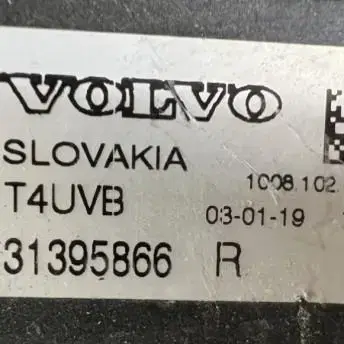 VOLVO
SLOVAKIA
1008.102.
T4UVB
03-01-19
31395866 R